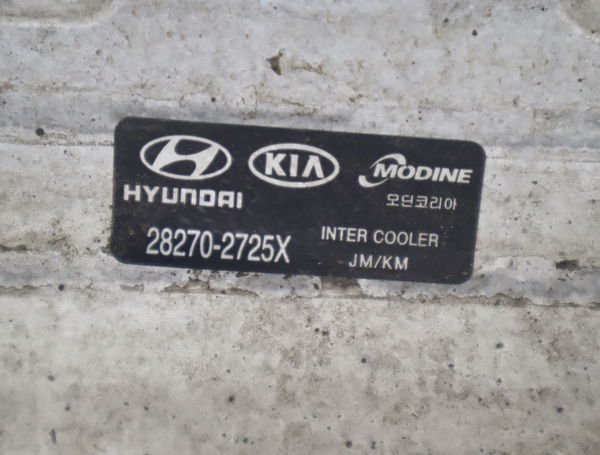 HYUNDAI
KIA
MODINE
모딘코리아
28270-2725X
INTER COOLER
JM/KM